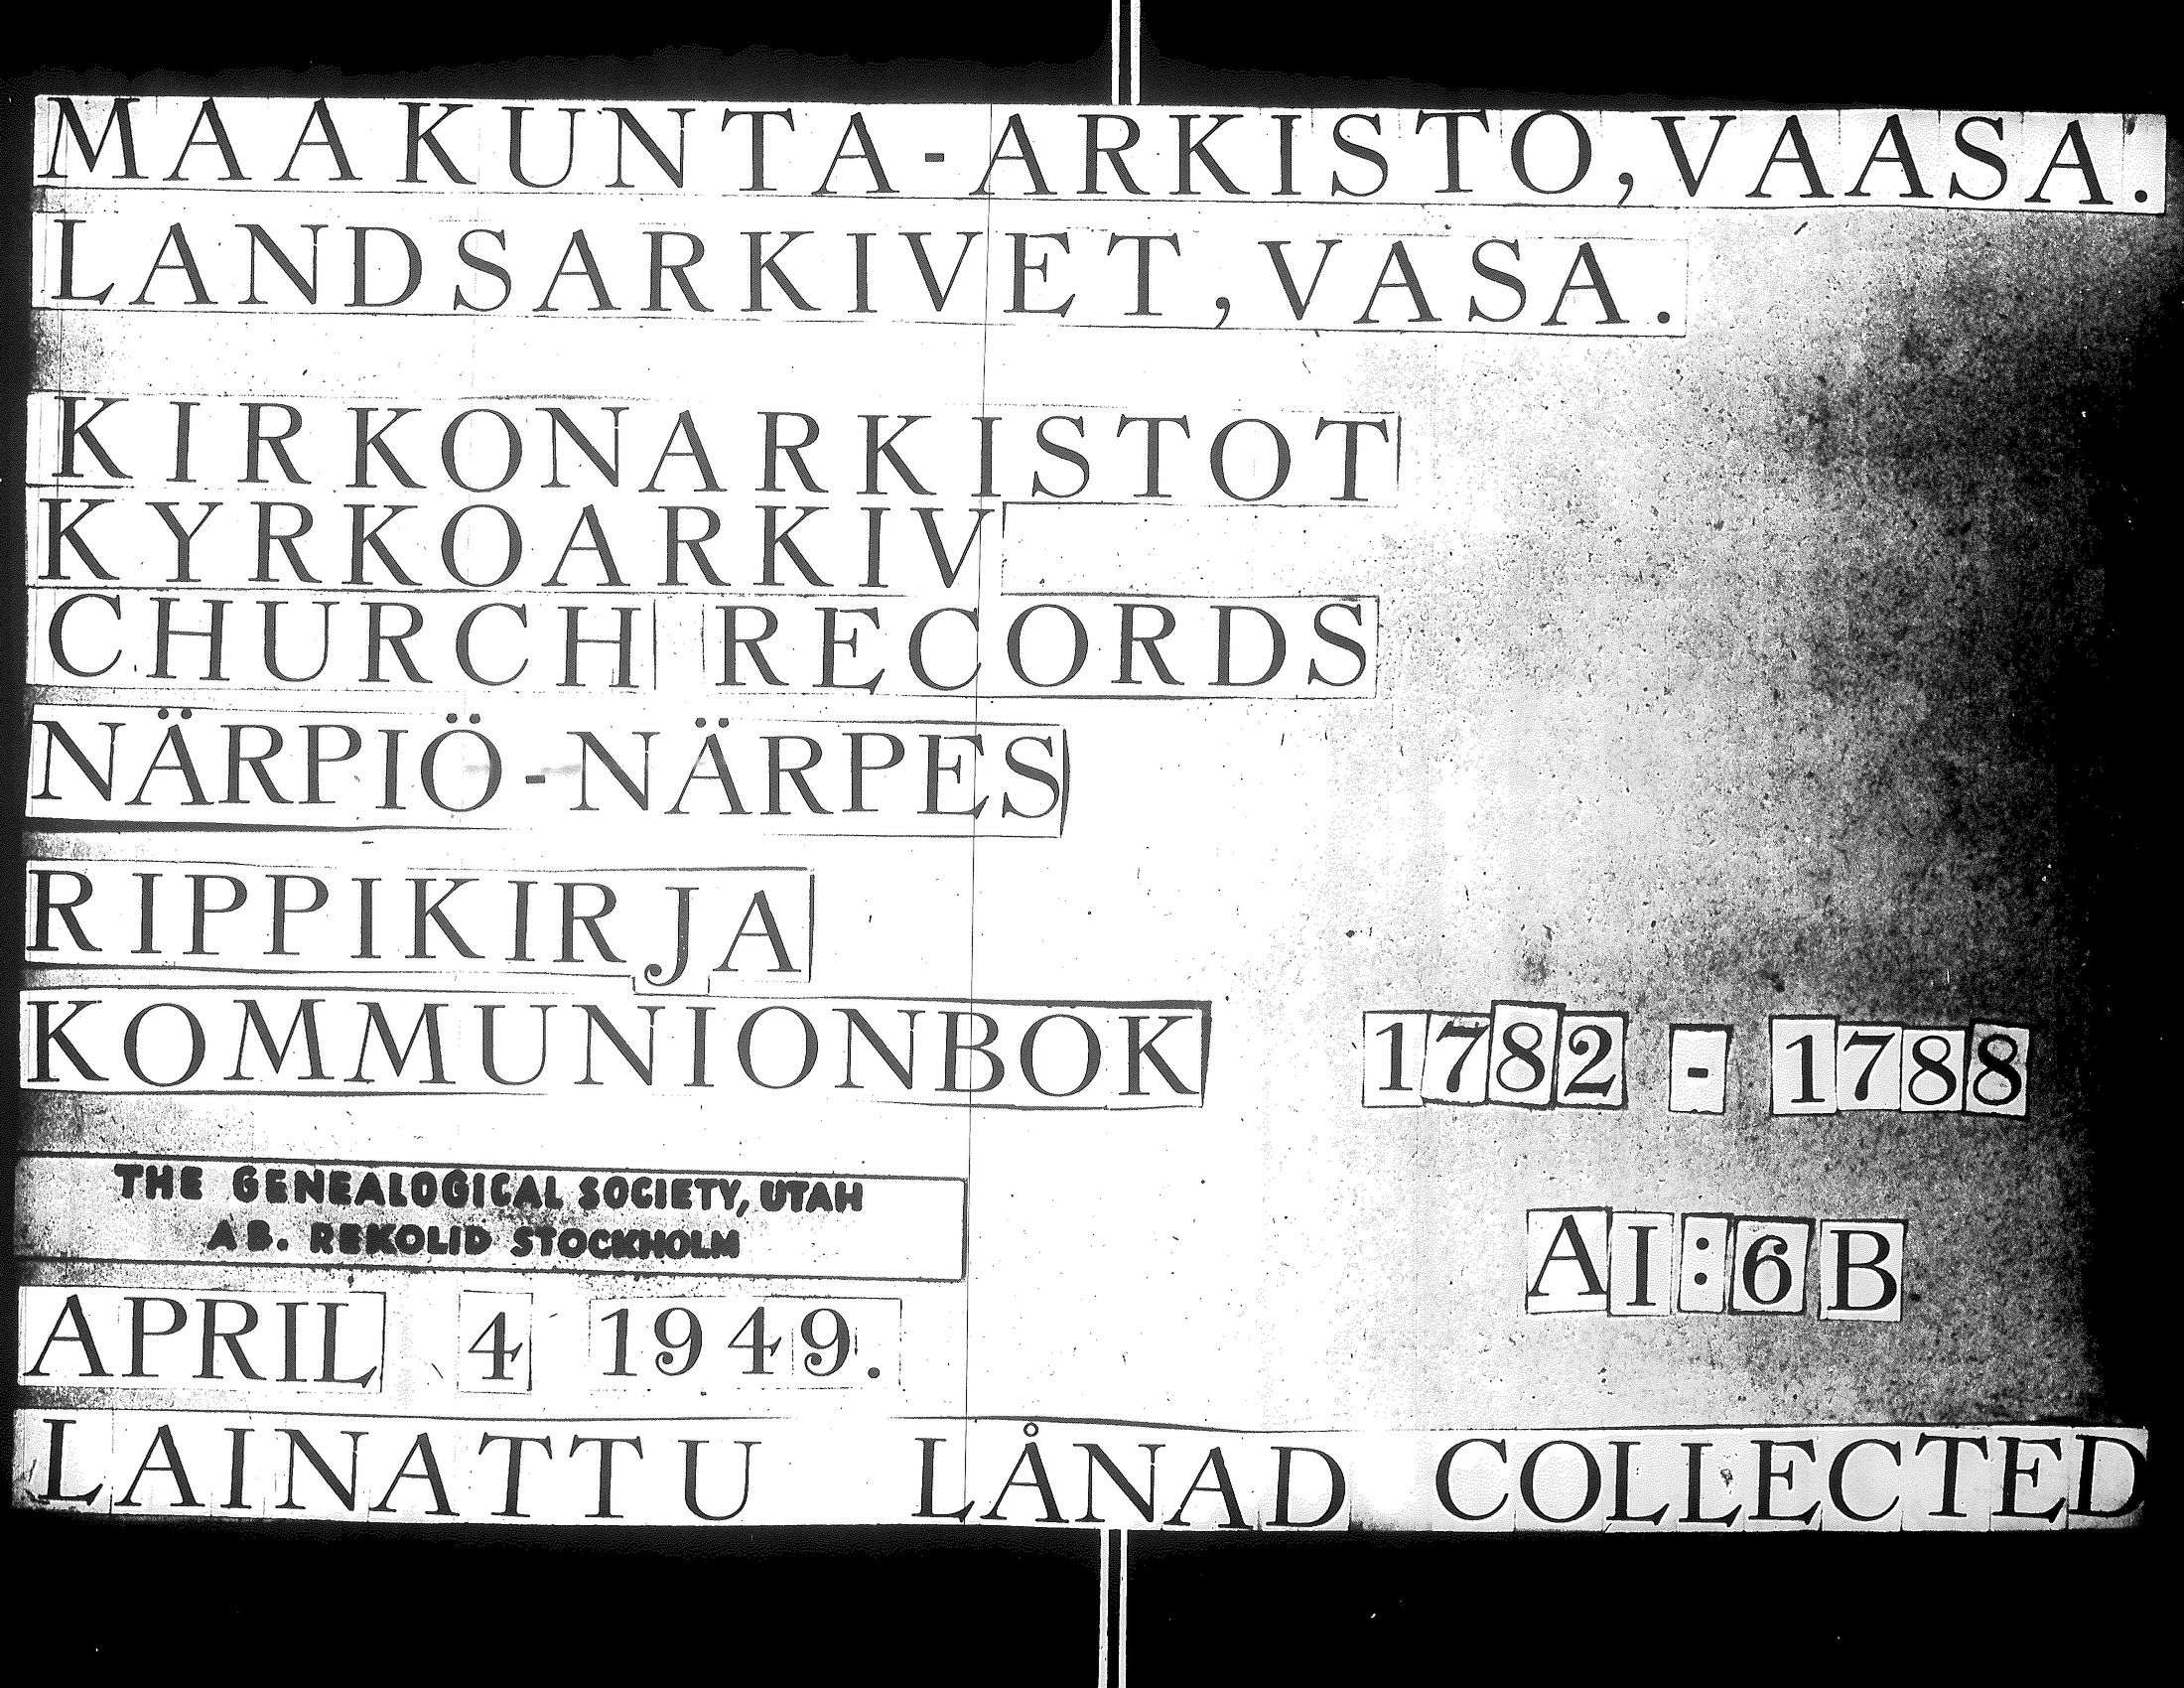 MAAKUNTA-ARKISTO, VAASA.
LANDSARKIVET, VASA.
KIRKONARKISTOT
KYRKOARKIV
CHURCH RECORDS
NÄRPIÖ-NÄRPES
RIPPIKIRJA
KOMMUNIONBOK 1782 - 1788
THE GENEALOGICAL SOCIETY, UTAH
AB. REKOLID STOCKHOLM
AI:6B
APRIL 4 1949.
LAINATTU LÅNAD COLLECTED